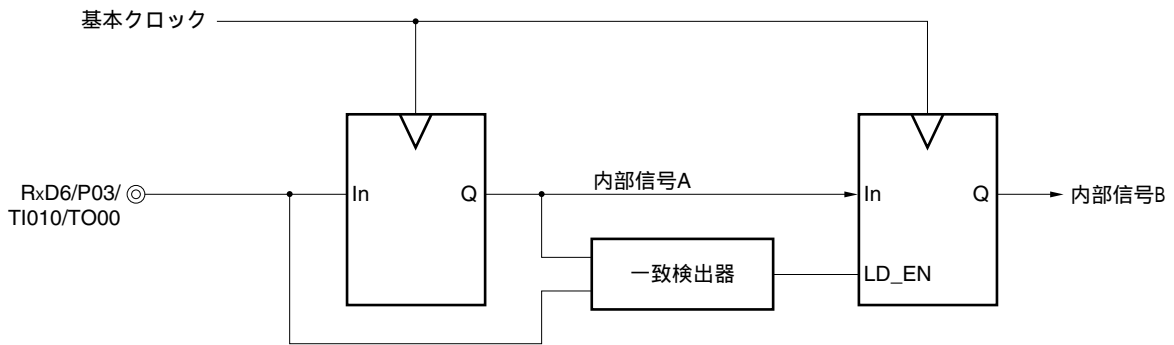 基本クロック
In
Q
RxD6/P03/
TI010/TO00
内部信号A
In
Q
内部信号B
一致検出器
LD_EN